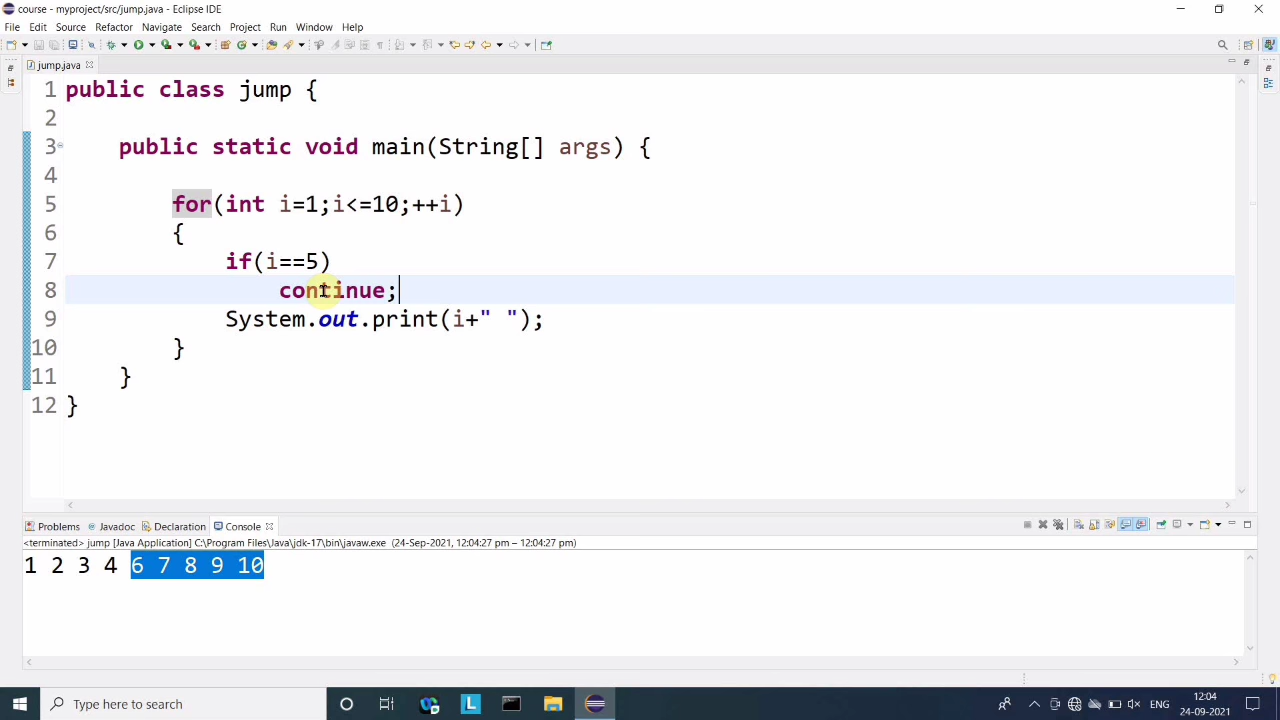 course - myproject/src/jump.java - Eclipse IDE
File Edit Source Refactor Navigate Search Project Run Window Help
jump.java
1 public class jump {
2
3 public static void main(String[] args) {
4
5 for(int i=1;i<=10;++i)
6 {
7 if(i==5)
8 continue;
9 System.out.print(i+" ");
10 }
11 }
12 }
Problems Javadoc Declaration Console
<terminated> jump [Java Application] C:\Program Files\Java\jdk-17\bin\javaw.exe (24-Sep-2021, 12:04:27 pm – 12:04:27 pm)
1 2 3 4 6 7 8 9 10
Type here to search
L
ENG
12:04
24-09-2021